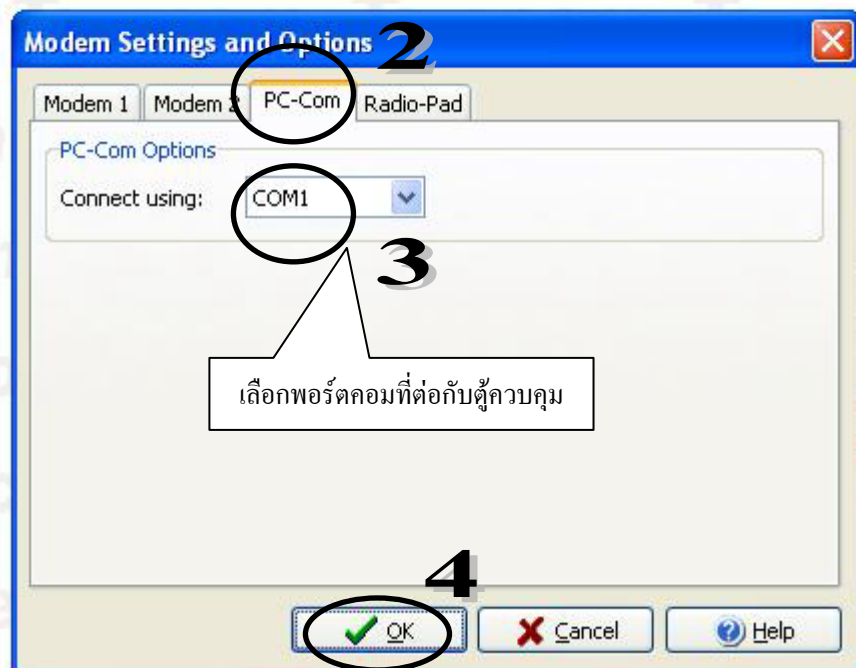 Modem Settings and Options
2
Modem 1 Modem 2 PC-Com Radio-Pad
PC-Com Options
Connect using: COM1
3
เลือกพอร์ตคอมที่ต่อกับตู้ควบคุม
4
OK Cancel Help